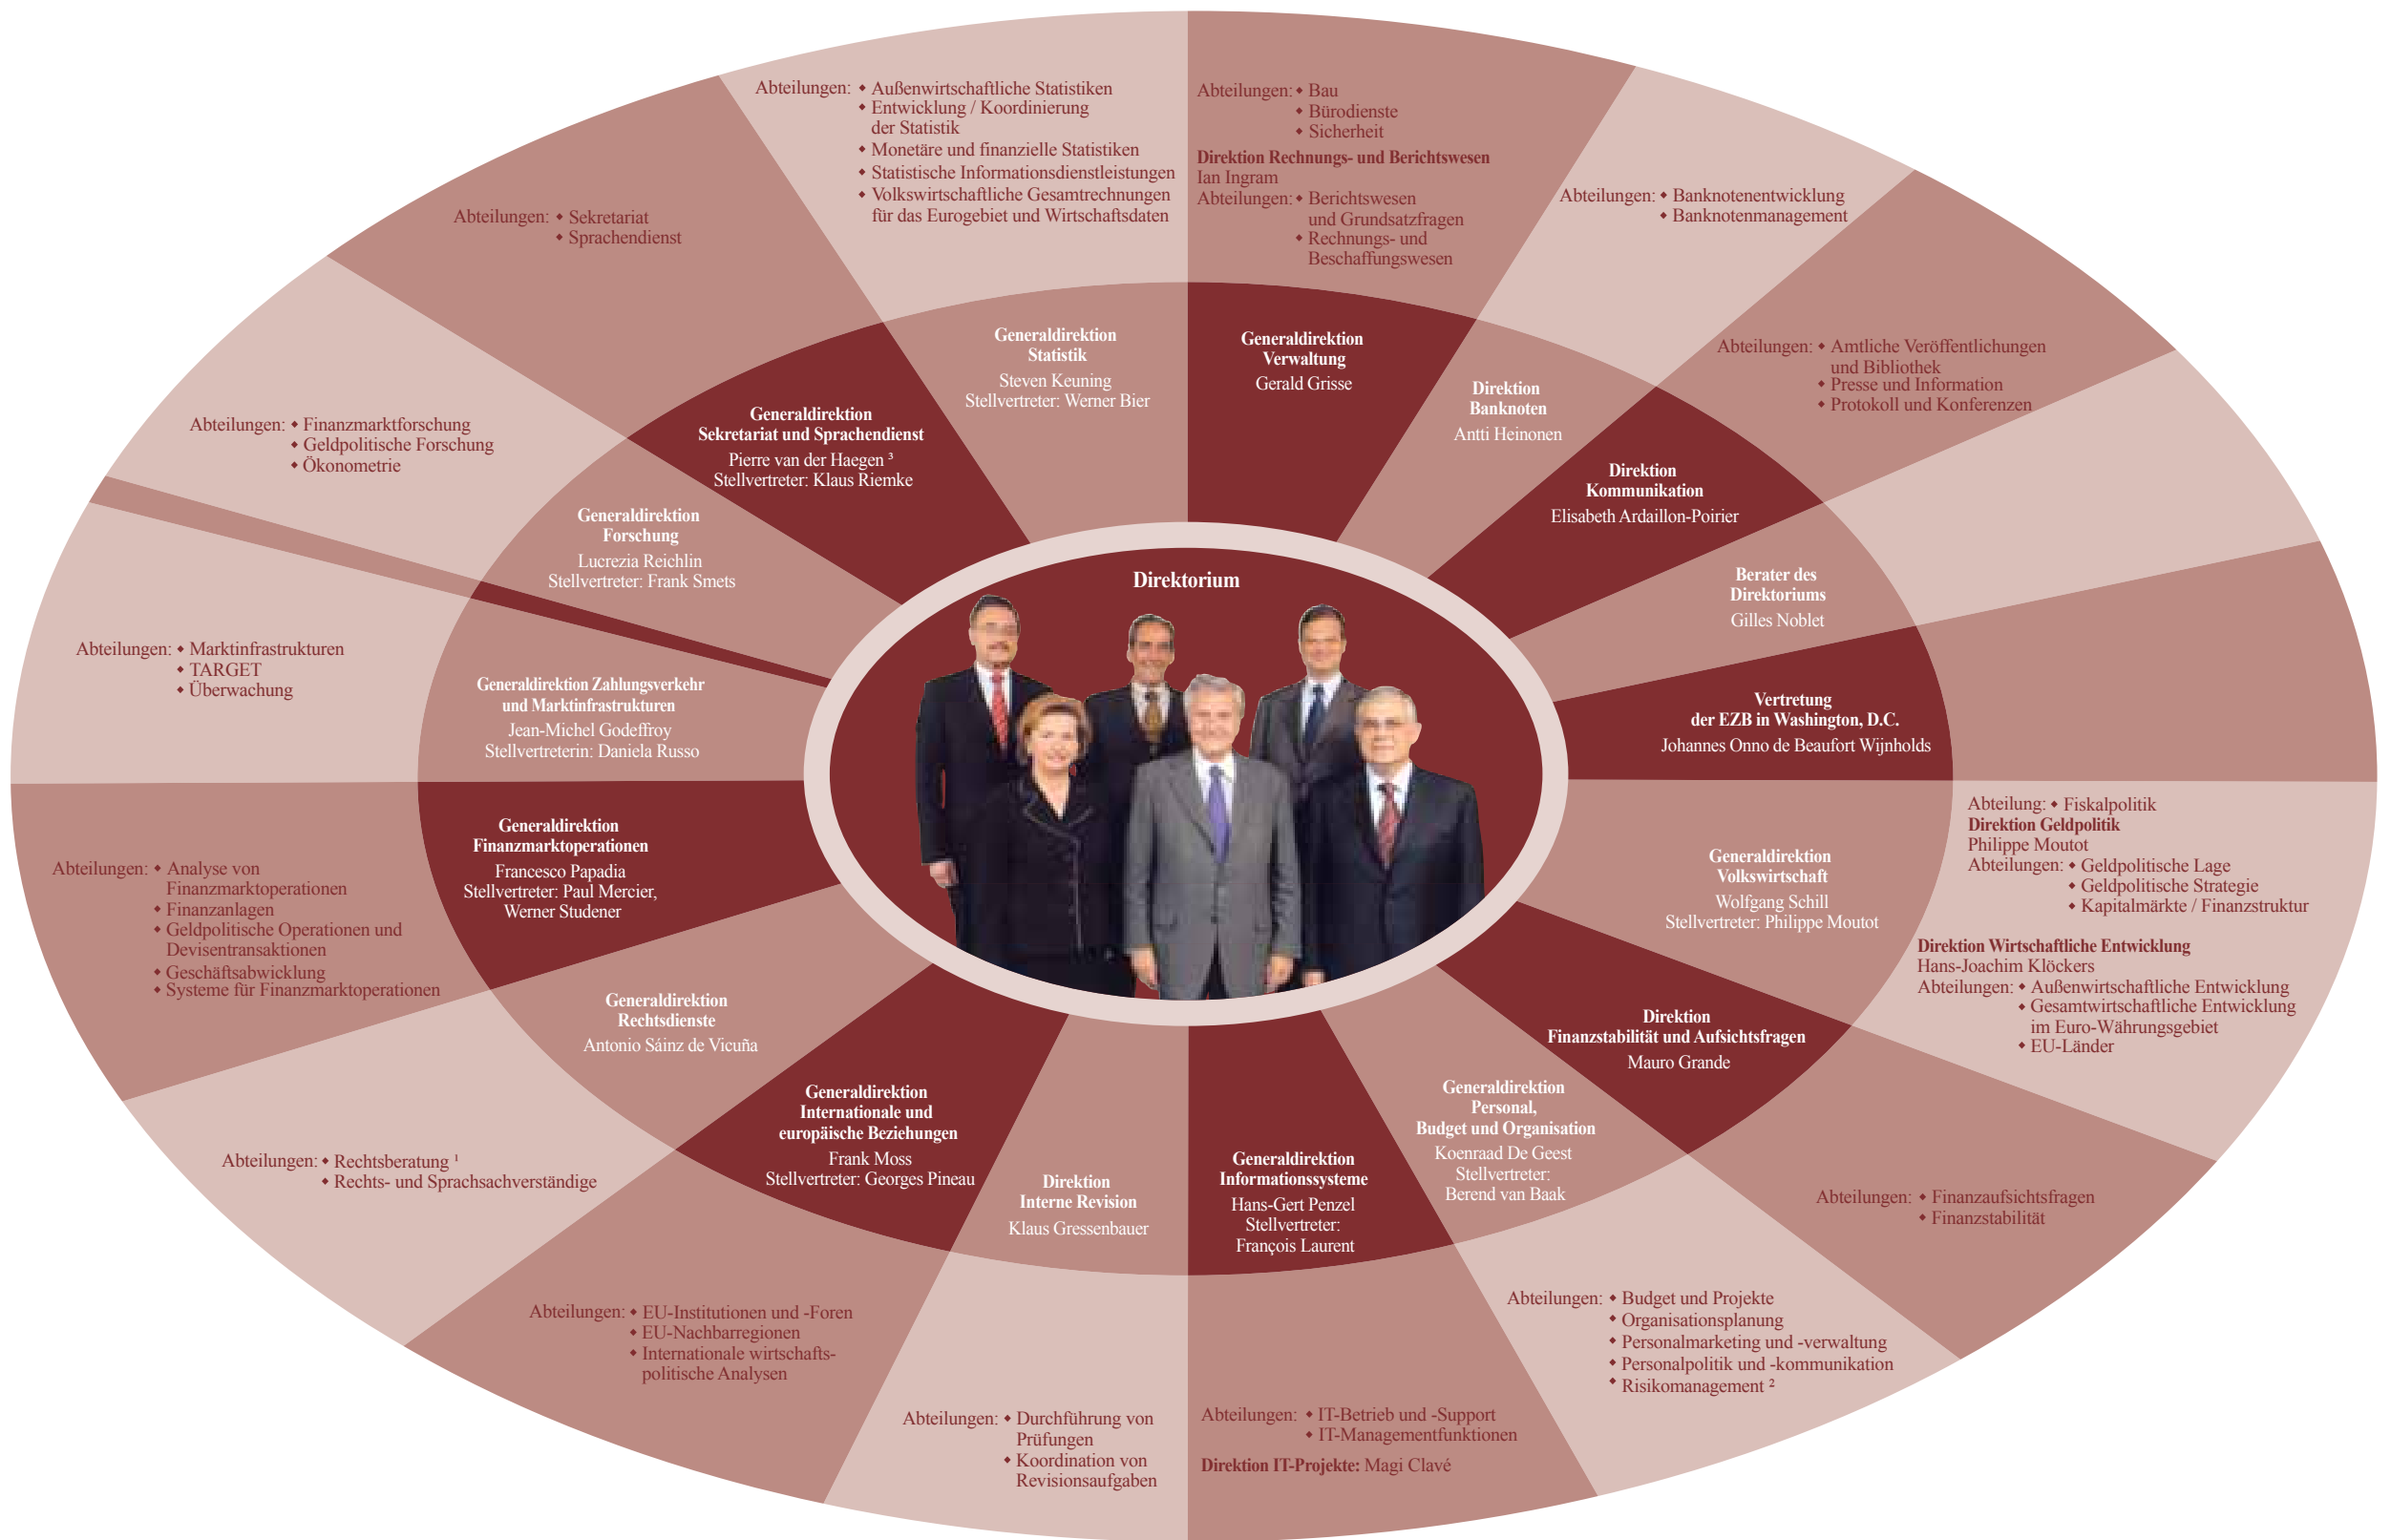 Abteilungen: ◆ Außenwirtschaftliche Statistiken
◆ Entwicklung / Koordinierung
der Statistik
◆ Monetäre und finanzielle Statistiken
◆ Statistische Informationsdienstleistungen
◆ Volkswirtschaftliche Gesamtrechnungen
für das Eurogebiet und Wirtschaftsdaten
Generaldirektion
Statistik
Steven Keuning
Stellvertreter: Werner Bier
Abteilungen: ◆ Bau
◆ Bürodienste
◆ Sicherheit
Direktion Rechnungs- und Berichtswesen
Ian Ingram
Abteilungen: ◆ Berichtswesen
und Grundsatzfragen
◆ Rechnungs- und
Beschaffungswesen
Generaldirektion
Verwaltung
Gerald Grisse
Abteilungen: ◆ Banknotenentwicklung
◆ Banknotenmanagement
Direktion
Banknoten
Antti Heinonen
Abteilungen: ◆ Amtliche Veröffentlichungen
und Bibliothek
◆ Presse und Information
◆ Protokoll und Konferenzen
Direktion
Kommunikation
Elisabeth Ardaillon-Poirier
Berater des
Direktoriums
Gilles Noblet
Vertretung
der EZB in Washington, D.C.
Johannes Onno de Beaufort Wijnholds
Generaldirektion
Volkswirtschaft
Wolfgang Schill
Stellvertreter: Philippe Moutot
Abteilung: ◆ Fiskalpolitik
Direktion Geldpolitik
Philippe Moutot
Abteilungen: ◆ Geldpolitische Lage
◆ Geldpolitische Strategie
◆ Kapitalmärkte / Finanzstruktur
Direktion Wirtschaftliche Entwicklung
Hans-Joachim Klöckers
Abteilungen: ◆ Außenwirtschaftliche Entwicklung
◆ Gesamtwirtschaftliche Entwicklung
im Euro-Währungsgebiet
◆ EU-Länder
Direktion
Finanzstabilität und Aufsichtsfragen
Mauro Grande
Abteilungen: ◆ Finanzaufsichtsfragen
◆ Finanzstabilität
Generaldirektion
Personal,
Budget und Organisation
Koenraad De Geest
Stellvertreter:
Berend van Baak
Abteilungen: ◆ Budget und Projekte
◆ Organisationsplanung
◆ Personalmarketing und -verwaltung
◆ Personalpolitik und -kommunikation
◆ Risikomanagement ²
Generaldirektion
Informationssysteme
Hans-Gert Penzel
Stellvertreter:
François Laurent
Abteilungen: ◆ IT-Betrieb und -Support
◆ IT-Managementfunktionen
Direktion IT-Projekte: Magi Clavé
Direktion
Interne Revision
Klaus Gressenbauer
Abteilungen: ◆ Durchführung von
Prüfungen
◆ Koordination von
Revisionsaufgaben
Generaldirektion
Internationale und
europäische Beziehungen
Frank Moss
Stellvertreter: Georges Pineau
Abteilungen: ◆ EU-Institutionen und -Foren
◆ EU-Nachbarregionen
◆ Internationale wirtschafts-
politische Analysen
Generaldirektion
Rechtsdienste
Antonio Sáinz de Vicuña
Abteilungen: ◆ Rechtsberatung ¹
◆ Rechts- und Sprachsachverständige
Generaldirektion
Finanzmarktoperationen
Francesco Papadia
Stellvertreter: Paul Mercier,
Werner Studener
Abteilungen: ◆ Analyse von
Finanzmarktoperationen
◆ Finanzanlagen
◆ Geldpolitische Operationen und
Devisentransaktionen
◆ Geschäftsabwicklung
◆ Systeme für Finanzmarktoperationen
Generaldirektion Zahlungsverkehr
und Marktinfrastrukturen
Jean-Michel Godeffroy
Stellvertreterin: Daniela Russo
Abteilungen: ◆ Marktinfrastrukturen
◆ TARGET
◆ Überwachung
Generaldirektion
Forschung
Lucrezia Reichlin
Stellvertreter: Frank Smets
Abteilungen: ◆ Finanzmarktforschung
◆ Geldpolitische Forschung
◆ Ökonometrie
Generaldirektion
Sekretariat und Sprachendienst
Pierre van der Haegen ³
Stellvertreter: Klaus Riemke
Abteilungen: ◆ Sekretariat
◆ Sprachendienst
Direktorium